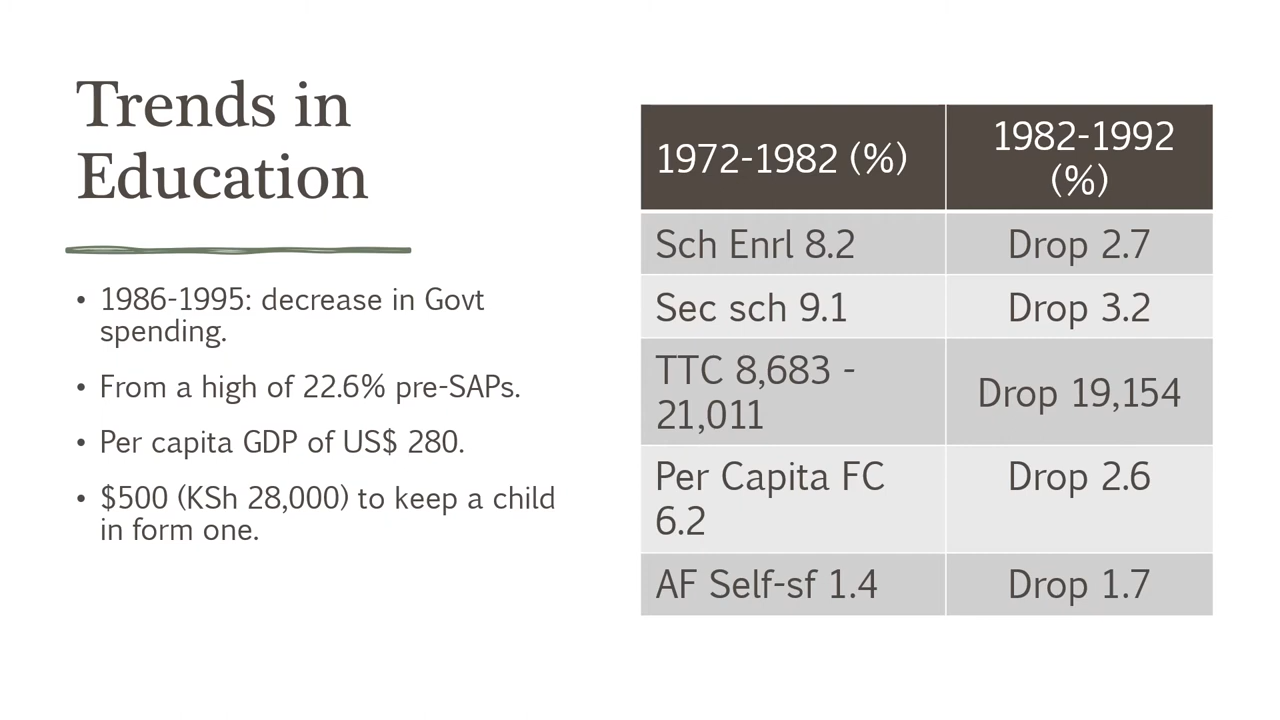 Trends in
Education
• 1986-1995: decrease in Govt
spending.
• From a high of 22.6% pre-SAPs.
• Per capita GDP of US$ 280.
• $500 (KSh 28,000) to keep a child
in form one.
1972-1982 (%)
1982-1992
(%)
Sch Enrl 8.2
Drop 2.7
Sec sch 9.1
Drop 3.2
TTC 8,683 -
21,011
Drop 19,154
Per Capita FC
6.2
Drop 2.6
AF Self-sf 1.4
Drop 1.7